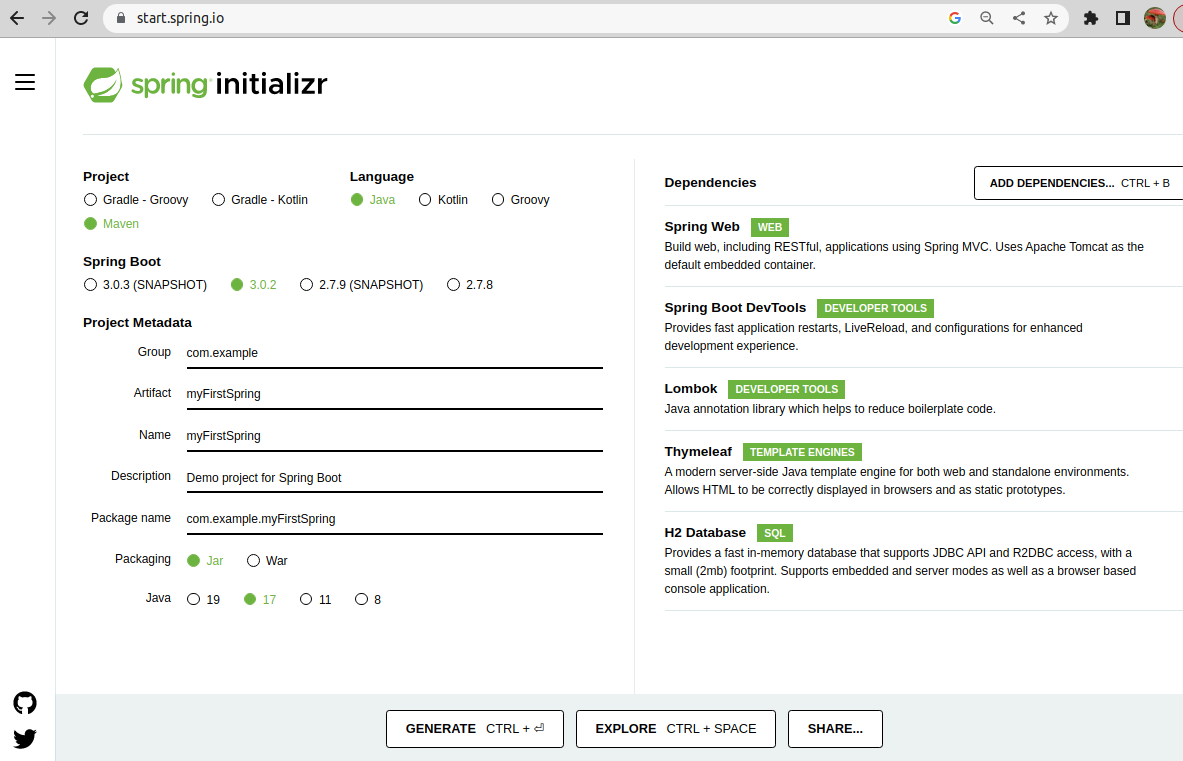 start.spring.io
spring initializr
Project
Gradle - Groovy Gradle - Kotlin
Maven
Language
Java Kotlin Groovy
Spring Boot
3.0.3 (SNAPSHOT) 3.0.2 2.7.9 (SNAPSHOT) 2.7.8
Project Metadata
Group com.example
Artifact myFirstSpring
Name myFirstSpring
Description Demo project for Spring Boot
Package name com.example.myFirstSpring
Packaging Jar War
Java 19 17 11 8
Dependencies ADD DEPENDENCIES... CTRL + B
Spring Web WEB
Build web, including RESTful, applications using Spring MVC. Uses Apache Tomcat as the
default embedded container.
Spring Boot DevTools DEVELOPER TOOLS
Provides fast application restarts, LiveReload, and configurations for enhanced
development experience.
Lombok DEVELOPER TOOLS
Java annotation library which helps to reduce boilerplate code.
Thymeleaf TEMPLATE ENGINES
A modern server-side Java template engine for both web and standalone environments.
Allows HTML to be correctly displayed in browsers and as static prototypes.
H2 Database SQL
Provides a fast in-memory database that supports JDBC API and R2DBC access, with a
small (2mb) footprint. Supports embedded and server modes as well as a browser based
console application.
GENERATE CTRL + ⏎ EXPLORE CTRL + SPACE SHARE...